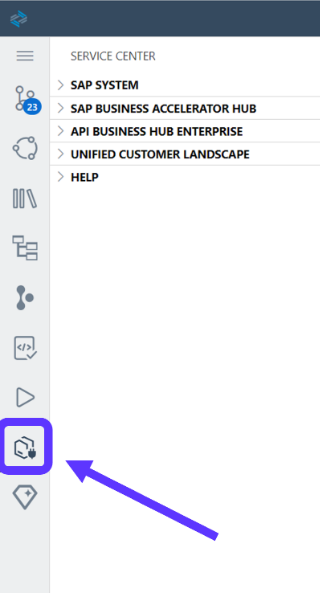 SERVICE CENTER
SAP SYSTEM
23
SAP BUSINESS ACCELERATOR HUB
API BUSINESS HUB ENTERPRISE
UNIFIED CUSTOMER LANDSCAPE
HELP